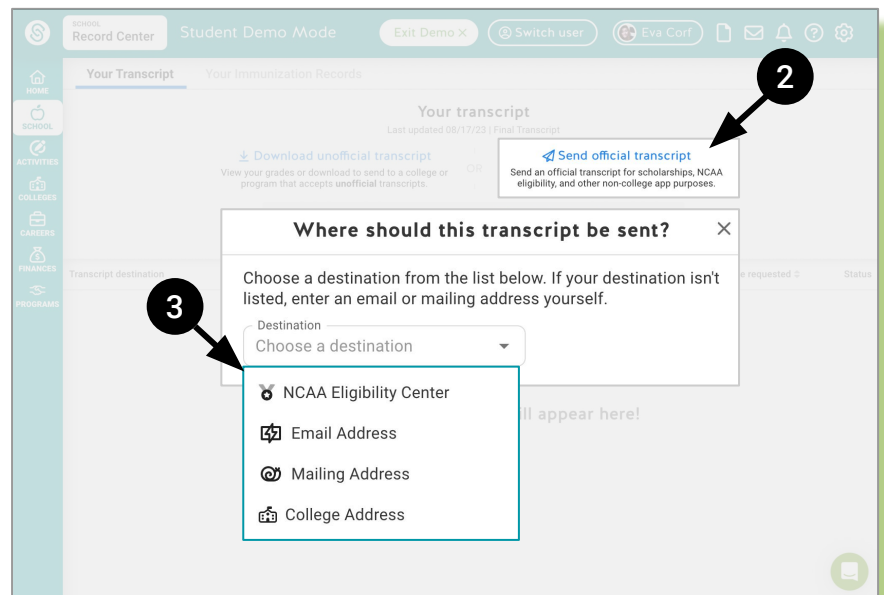 SCHOOL
Record Center
Student Demo Mode
Exit Demo ×
Switch user
Eva Corf
HOME
SCHOOL
ACTIVITIES
COLLEGES
CAREERS
FINANCES
PROGRAMS
Your Transcript
Your Immunization Records
2
Your transcript
Last updated 08/17/23 | Final Transcript
Download unofficial transcript
View your grades or download to send to a college or
program that accepts unofficial transcripts.
OR
Send official transcript
Send an official transcript for scholarships, NCAA
eligibility, and other non-college app purposes.
Where should this transcript be sent?
Choose a destination from the list below. If your destination isn't
listed, enter an email or mailing address yourself.
Transcript destination
e requested
Status
3
Destination
Choose a destination
NCAA Eligibility Center
Email Address
Mailing Address
College Address
ill appear here!